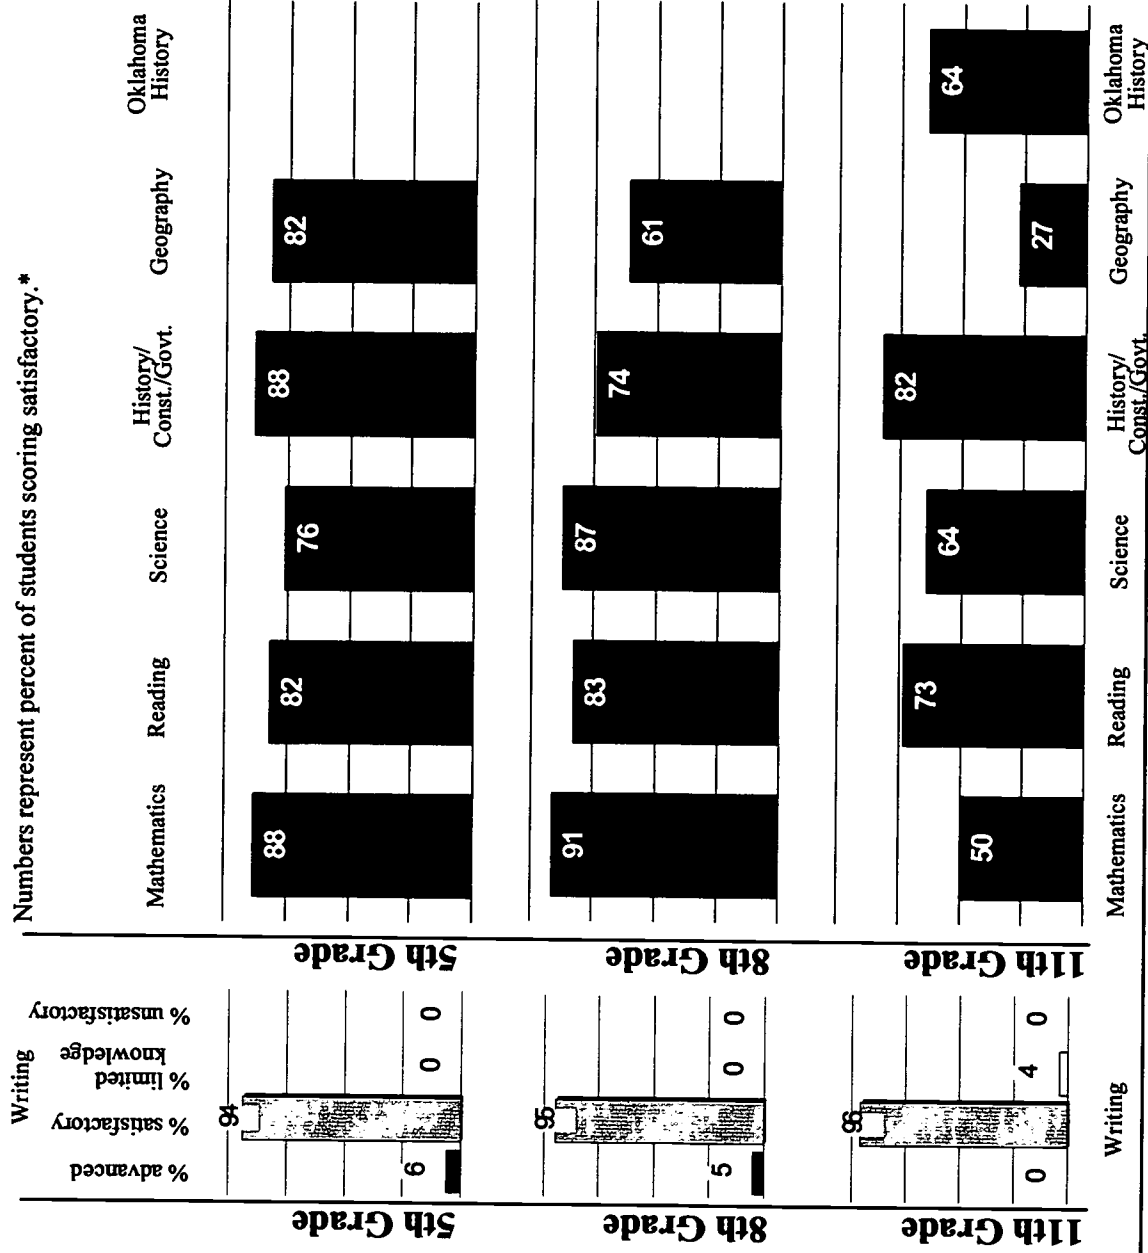 Numbers represent percent of students scoring satisfactory.*
Writing
% advanced
% satisfactory
% limited
knowledge
% unsatisfactory
Mathematics
Reading
Science
History/
Const./Govt.
Geography
Oklahoma
History
5th Grade
6
94
0
0
5th Grade
88
82
76
88
82
8th Grade
5
95
0
0
8th Grade
91
83
87
74
61
11th Grade
0
96
4
0
11th Grade
50
73
64
82
27
64
Writing
Mathematics
Reading
Science
History/
Const./Govt.
Geography
Oklahoma
History